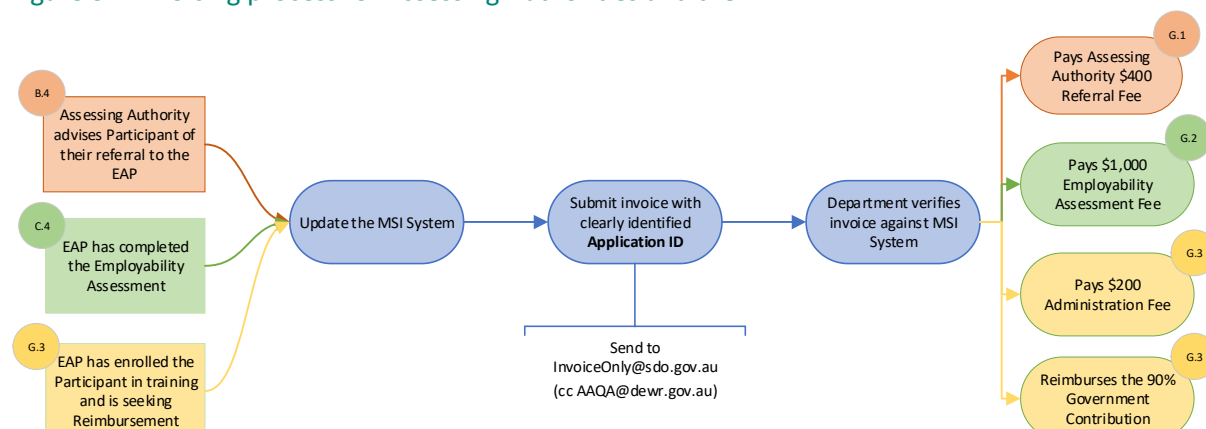 G.1
Pays Assessing
Authority $400
Referral Fee
B.4
Assessing Authority
advises Participant of
their referral to the
EAP
G.2
Pays $1,000
Employability
Assessment Fee
Update the MSI System
Submit invoice with
clearly identified
Application ID
Department verifies
invoice against MSI
System
C.4
EAP has completed
the Employability
Assessment
G.3
Pays $200
Administration Fee
G.3
EAP has enrolled the
Participant in training
and is seeking
Reimbursement
Send to
InvoiceOnly@sdo.gov.au
(cc AAQA@dewr.gov.au)
G.3
Reimburses the 90%
Government
Contribution